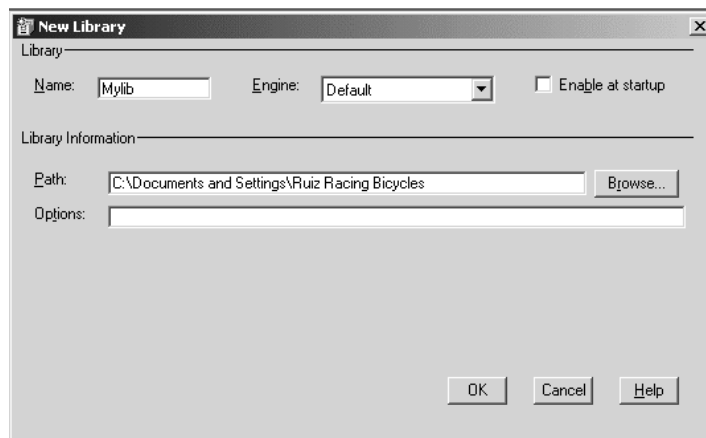 New Library
Library
Name: Mylib Engine: Default Enable at startup
Library Information
Path: C:\Documents and Settings\Ruiz Racing Bicycles Browse...
Options:
OK Cancel Help